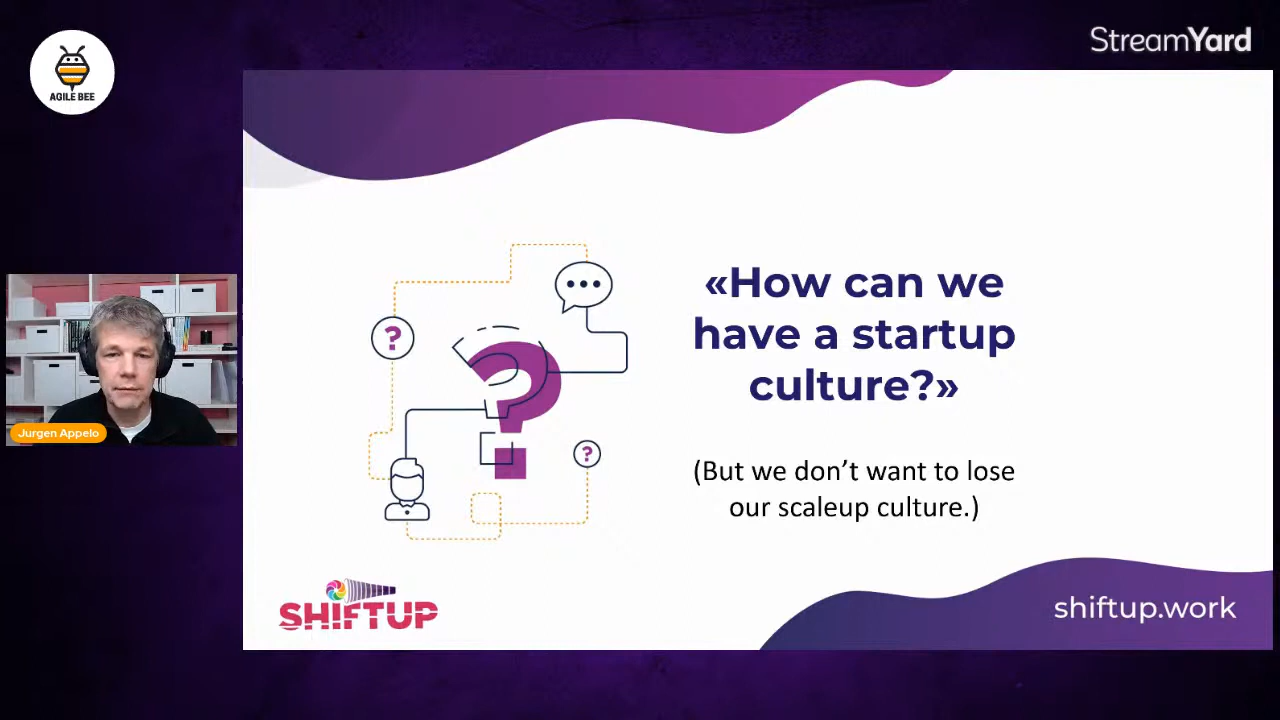 AGILE BEE
StreamYard
«How can we
have a startup
culture?»
(But we don’t want to lose
our scaleup culture.)
?
?
?
Jurgen Appelo
SHIFTUP
shiftup.work